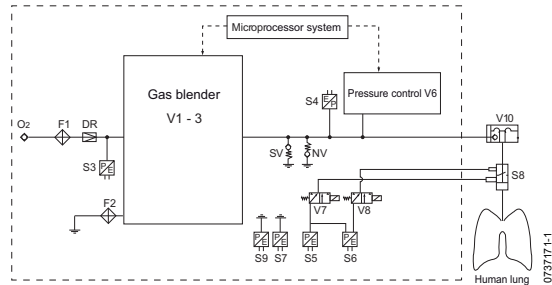 Microprocessor system
Gas blender
V1 - 3
Pressure control V6
S4
E
P
V10
O2
F1
DR
S3
P
E
SV
NV
S8
F2
V7
V8
P
E
P
E
P
E
P
E
S9
S7
S5
S6
Human lung
0737171-1